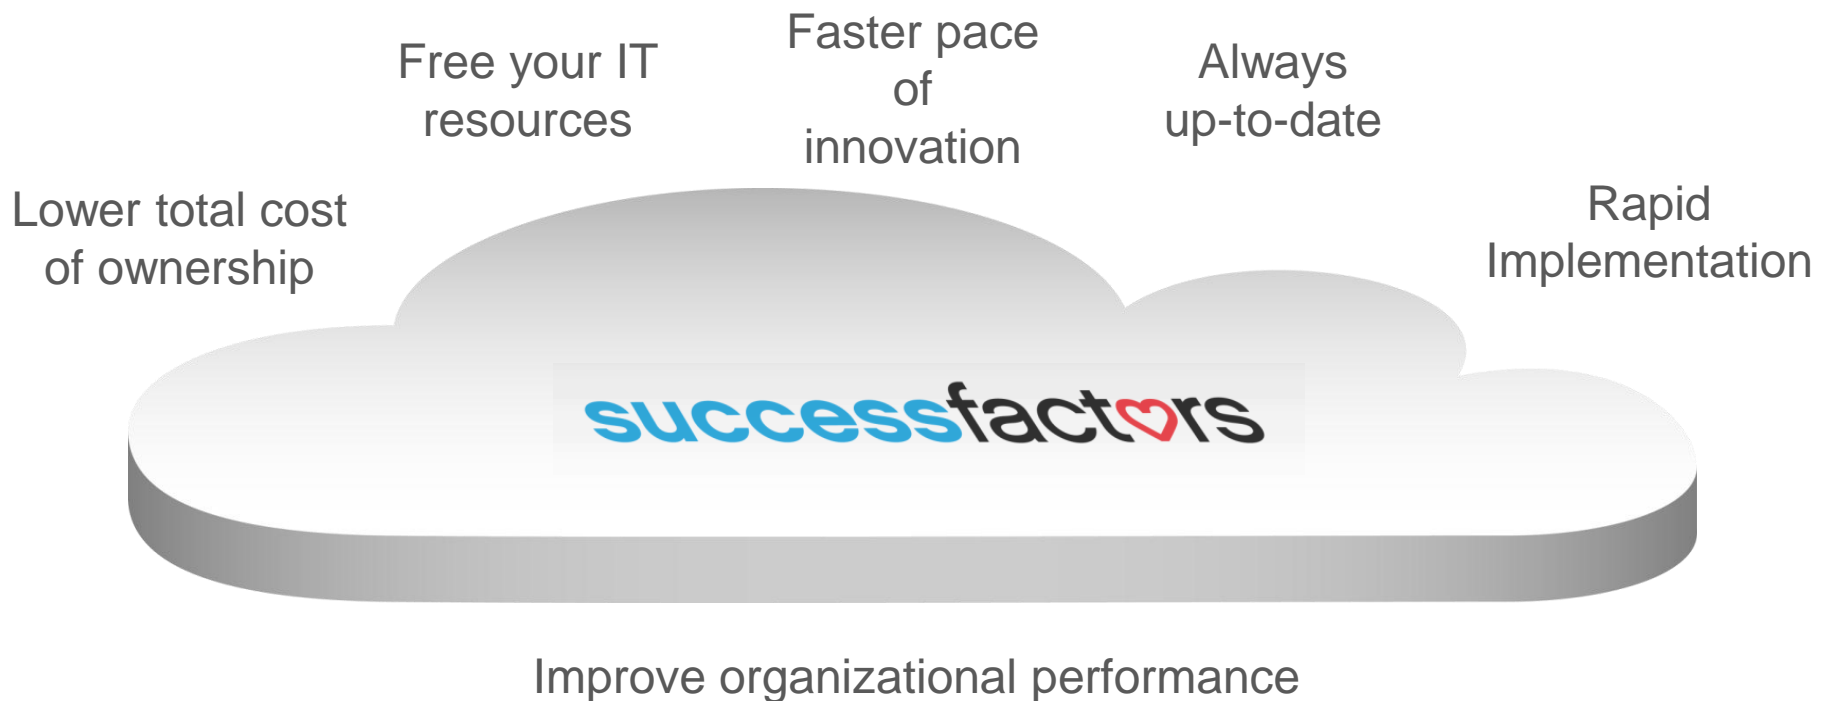 Faster pace
of
innovation
Free your IT
resources
Always
up-to-date
Lower total cost
of ownership
Rapid
Implementation
successfactors
Improve organizational performance